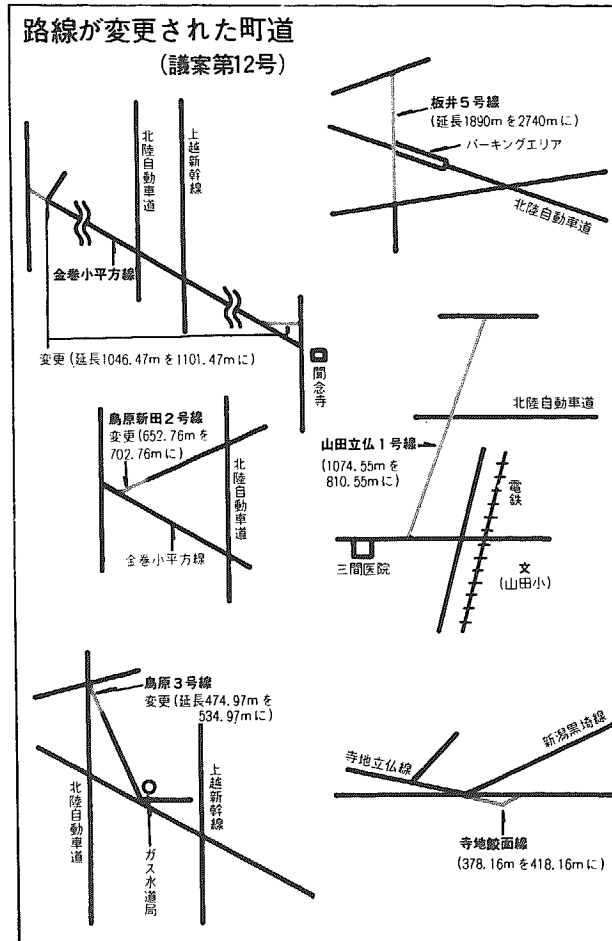 路線が変更された町道
(議案第12号)
北陸自動車道
上越新幹線
金巻小平方線
変更(延長1046.47mを1101.47mに)
聞念寺
板井5号線
(延長1890mを2740mに)
パーキングエリア
北陸自動車道
鳥原新田2号線
変更(652.76mを
702.76mに)
北陸自動車道
金巻小平方線
北陸自動車道
山田立仏1号線
(1074.55mを
810.55mに)
電鉄
三間医院
文
(山田小)
鳥原3号線
変更(延長474.97mを
534.97mに)
上越新幹線
北陸自動車道
ガス水道局
寺地立仏線
新潟黒埼線
寺地鮫面線
(378.16mを418.16mに)